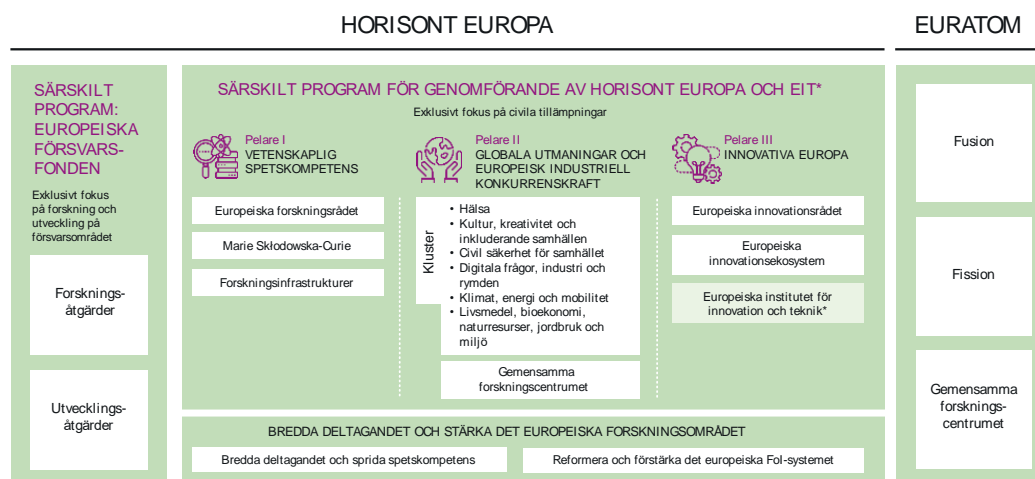 HORISONT EUROPA
EURATOM
SÄRSKILT
PROGRAM:
EUROPEISKA
FÖRSVARS-
FONDEN
Exklusivt fokus
på forskning och
utveckling på
försvarsområdet
Forsknings-
åtgärder
Utvecklings-
åtgärder
SÄRSKILT PROGRAM FÖR GENOMFÖRANDE AV HORISONT EUROPA OCH EIT*
Exklusivt fokus på civila tillämpningar
Pelare I
VETENSKAPLIG
SPETSKOMPETENS
Europeiska forskningsrådet
Marie Skłodowska-Curie
Forskningsinfrastrukturer
Pelare II
GLOBALA UTMANINGAR OCH
EUROPEISK INDUSTRIELL
KONKURRENSKRAFT
Kluster
• Hälsa
• Kultur, kreativitet och
inkluderande samhällen
• Civil säkerhet för samhället
• Digitala frågor, industri och
rymden
• Klimat, energi och mobilitet
• Livsmedel, bioekonomi,
naturresurser, jordbruk och
miljö
Gemensamma
forskningscentrumet
Pelare III
INNOVATIVA EUROPA
Europeiska innovationsrådet
Europeiska
innovationsekosystem
Europeiska institutet för
innovation och teknik*
BREDDA DELTAGANDET OCH STÄRKA DET EUROPEISKA FORSKNINGSOMRÅDET
Bredda deltagandet och sprida spetskompetens
Reformera och förstärka det europeiska FoI-systemet
Fusion
Fission
Gemensamma
forsknings-
centrumet